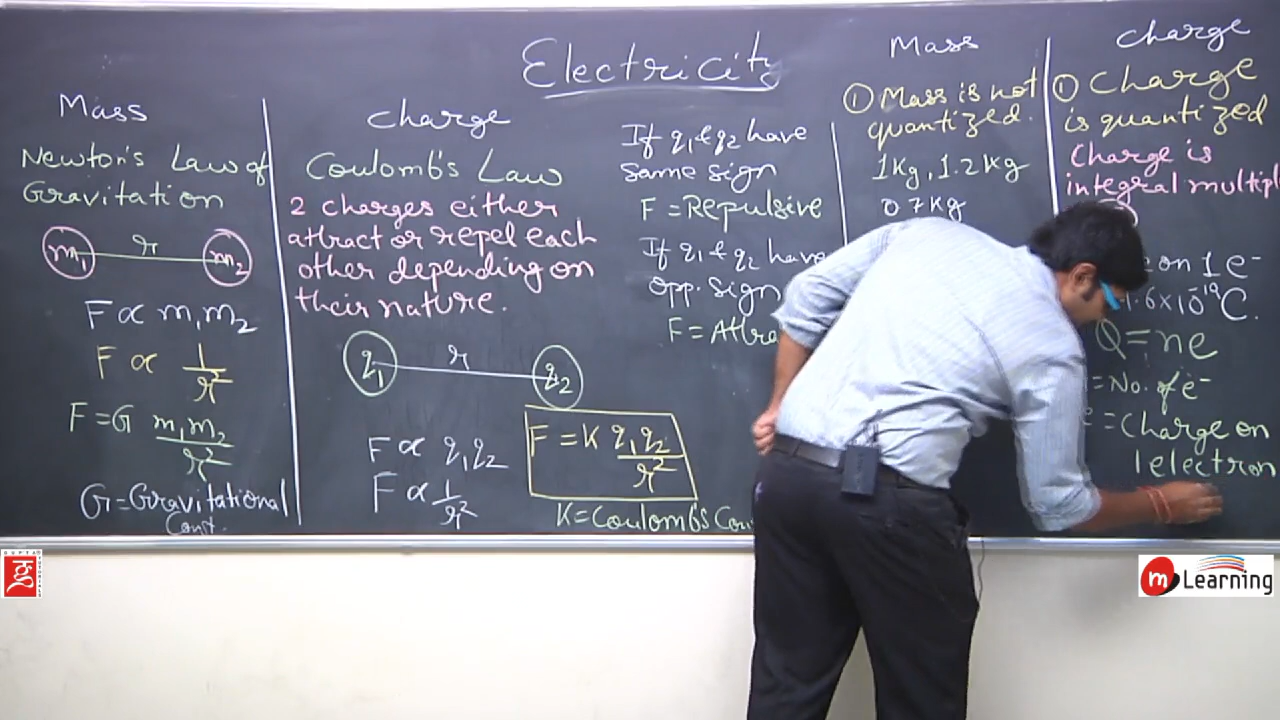 Electricity
Mass
Newton's Law of
Gravitation
m1 r m2
F ∝ m1m2
F ∝ 1/r²
F = G m1m2/r²
G = Gravitational
Const.
Charge
Coulomb's Law
2 charges either
attract or repel each
other depending on
their nature.
q1 r q2
F ∝ q1q2
F ∝ 1/r²
F = K q1q2/r²
K = Coulomb's
If q1 & q2 have
same sign
F = Repulsive
If q1 & q2 have
opp. sign
F =
Mass
① Mass is not
quantized.
1 Kg, 1.2 Kg
0.7 Kg
Charge
① Charge
is quantized
Charge is
integral
on 1 e-
1.6×10⁻¹⁹C.
Q = ne
= No. of e-
= Charge on
1 electron
GUPTA TUTORIALS
m Learning